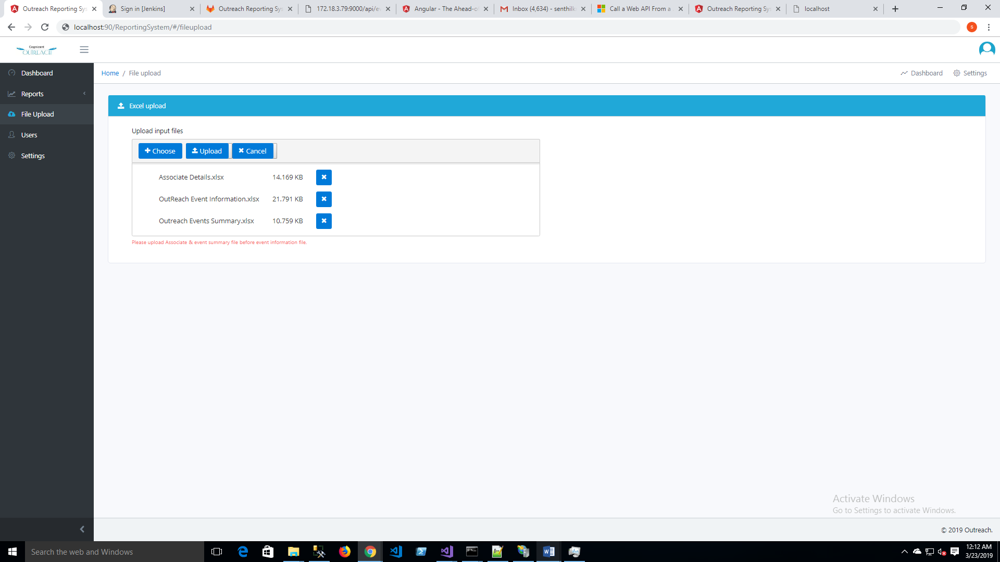 Outreach Reporting Sys
Sign in [Jenkins]
Outreach Reporting Sys
172.18.3.79:9000/api/ev
Angular - The Ahead-of
Inbox (4,634) - senthilk
Call a Web API From a
Outreach Reporting Sys
localhost
localhost:90/ReportingSystem/#/fileupload
S
Cognizant
OUTREACH
Dashboard
Reports
File Upload
Users
Settings
Home / File upload
Dashboard
Settings
Excel upload
Upload input files
Choose
Upload
Cancel
Associate Details.xlsx 14.169 KB
OutReach Event Information.xlsx 21.791 KB
Outreach Events Summary.xlsx 10.759 KB
Please upload Associate & event summary file before event information file.
Activate Windows
Go to Settings to activate Windows.
© 2019 Outreach.
Search the web and Windows
12:12 AM
3/23/2019